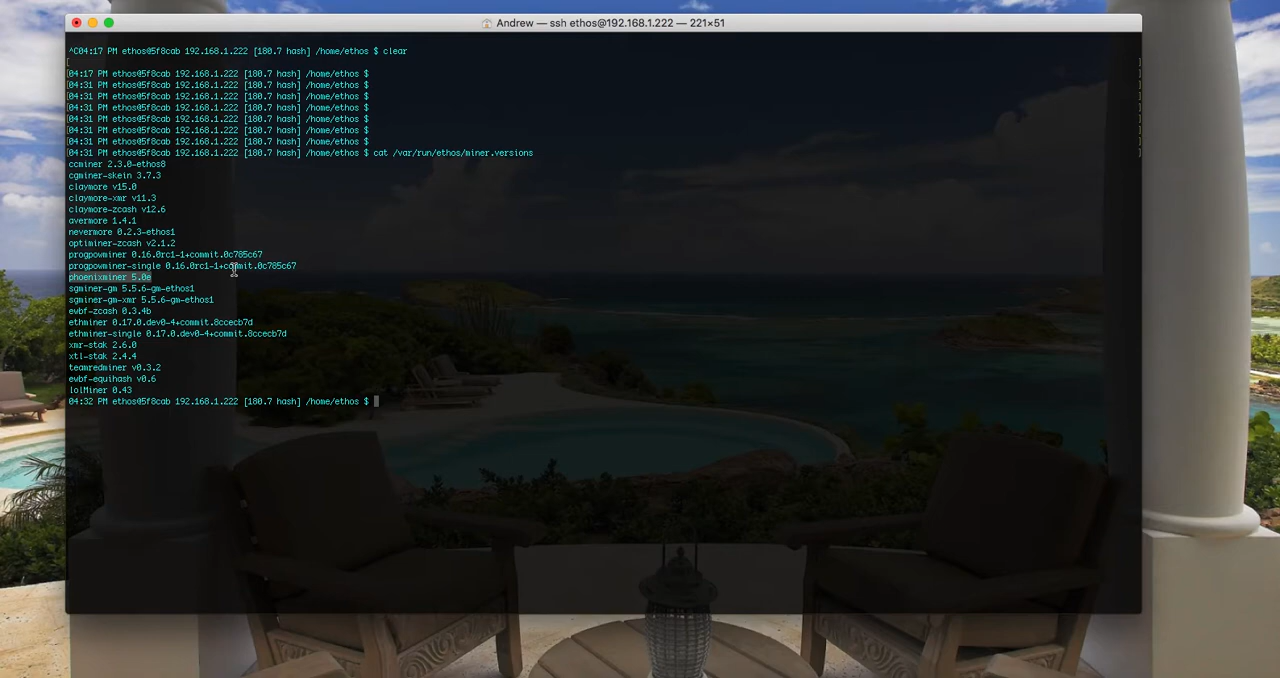 Andrew — ssh ethos@192.168.1.222 — 221×51
^C04:17 PM ethos@5f8cab 192.168.1.222 [180.7 hash] /home/ethos $ clear
[
[04:17 PM ethos@5f8cab 192.168.1.222 [180.7 hash] /home/ethos $ ]
[04:31 PM ethos@5f8cab 192.168.1.222 [180.7 hash] /home/ethos $ ]
[04:31 PM ethos@5f8cab 192.168.1.222 [180.7 hash] /home/ethos $ ]
[04:31 PM ethos@5f8cab 192.168.1.222 [180.7 hash] /home/ethos $ ]
[04:31 PM ethos@5f8cab 192.168.1.222 [180.7 hash] /home/ethos $ ]
[04:31 PM ethos@5f8cab 192.168.1.222 [180.7 hash] /home/ethos $ ]
[04:31 PM ethos@5f8cab 192.168.1.222 [180.7 hash] /home/ethos $ ]
[04:31 PM ethos@5f8cab 192.168.1.222 [180.7 hash] /home/ethos $ cat /var/run/ethos/miner.versions ]
ccminer 2.3.0-ethos8
cgminer-skein 3.7.3
claymore v15.0
claymore-xmr v11.3
claymore-zcash v12.6
avermore 1.4.1
nevermore 0.2.3-ethos1
optiminer-zcash v2.1.2
progpowminer 0.16.0rc1-1+commit.0c785c67
progpowminer-single 0.16.0rc1-1+commit.0c785c67
phoenixminer 5.0e
sgminer-gm 5.5.6-gm-ethos1
sgminer-gm-xmr 5.5.6-gm-ethos1
ewbf-zcash 0.3.4b
ethminer 0.17.0.dev0-4+commit.8ccecb7d
ethminer-single 0.17.0.dev0-4+commit.8ccecb7d
xmr-stak 2.6.0
xtl-stak 2.4.4
teamredminer v0.3.2
ewbf-equihash v0.6
lolMiner 0.43
04:32 PM ethos@5f8cab 192.168.1.222 [180.7 hash] /home/ethos $